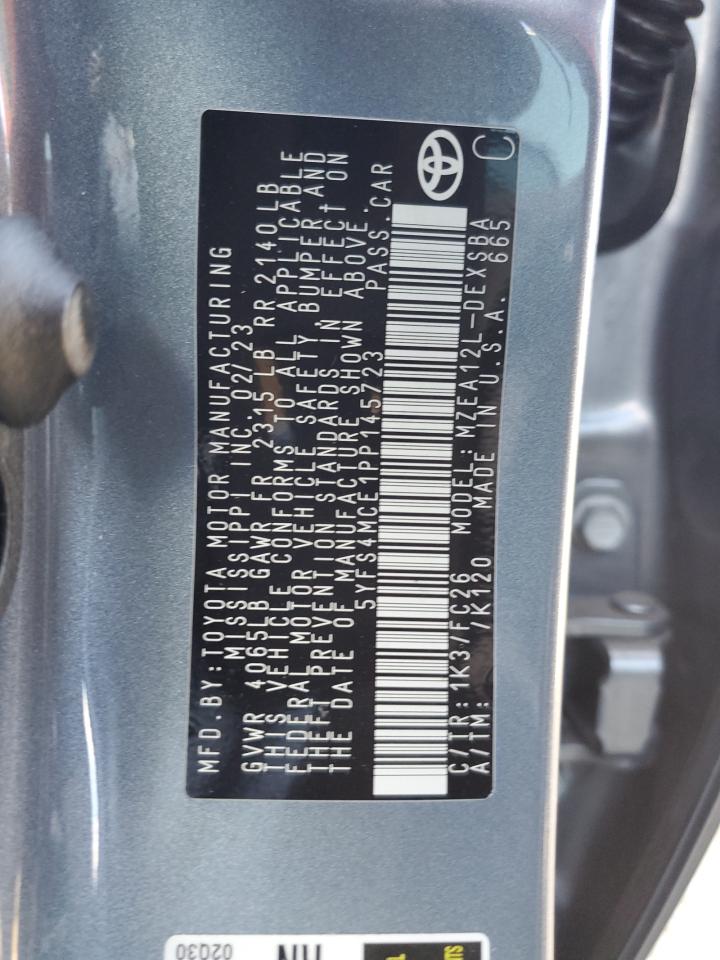 MFD.BY:TOYOTA MOTOR MANUFACTURING
MISSISSIPPI INC. 02/23
GVWR 4065LB GAWR FR 2315LB RR 2140LB
THIS VEHICLE CONFORMS TO ALL APPLICABLE
FEDERAL MOTOR VEHICLE SAFETY, BUMPER AND
THEFT PREVENTION STANDARDS IN EFFECT ON
THE DATE OF MANUFACTURE SHOWN ABOVE.
5YFS4MCE1PP145723 PASS.CAR
C/TR: 1K3/FC26 MODEL: MZEA12L-DEXSBA
A/TM: /K120 MADE IN U.S.A. 665
C
02030